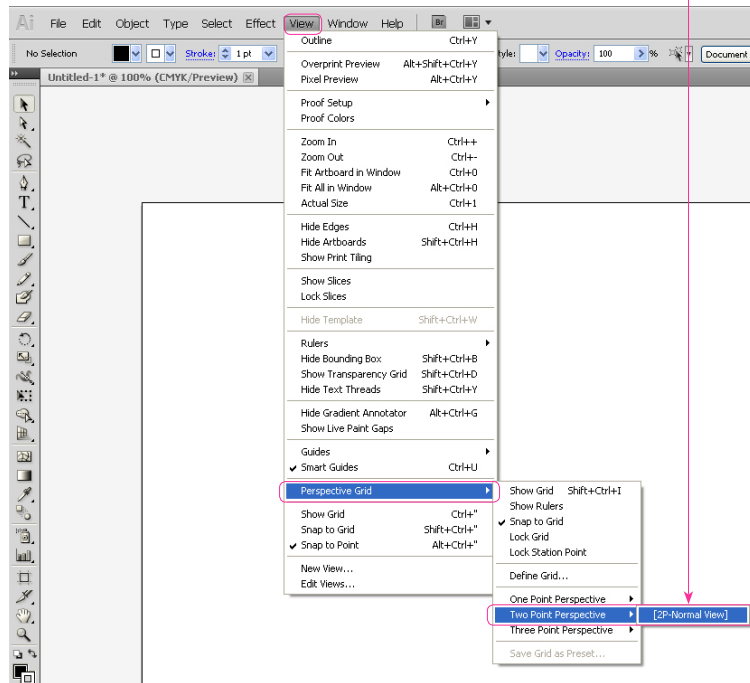 Ai File Edit Object Type Select Effect View Window Help Br
No Selection Stroke: 1 pt tyle: Opacity: 100 % Document
Untitled-1* @ 100% (CMYK/Preview)
Outline Ctrl+Y
Overprint Preview Alt+Shift+Ctrl+Y
Pixel Preview Alt+Ctrl+Y
Proof Setup
Proof Colors
Zoom In Ctrl++
Zoom Out Ctrl+-
Fit Artboard in Window Ctrl+0
Fit All in Window Alt+Ctrl+0
Actual Size Ctrl+1
Hide Edges Ctrl+H
Hide Artboards Shift+Ctrl+H
Show Print Tiling
Show Slices
Lock Slices
Hide Template Shift+Ctrl+W
Rulers
Hide Bounding Box Shift+Ctrl+B
Show Transparency Grid Shift+Ctrl+D
Hide Text Threads Shift+Ctrl+Y
Hide Gradient Annotator Alt+Ctrl+G
Show Live Paint Gaps
Guides
Smart Guides Ctrl+U
Perspective Grid
Show Grid Ctrl+"
Snap to Grid Shift+Ctrl+"
Snap to Point Alt+Ctrl+"
New View...
Edit Views...
Show Grid Shift+Ctrl+I
Show Rulers
Snap to Grid
Lock Grid
Lock Station Point
Define Grid...
One Point Perspective
Two Point Perspective [2P-Normal View]
Three Point Perspective
Save Grid as Preset...